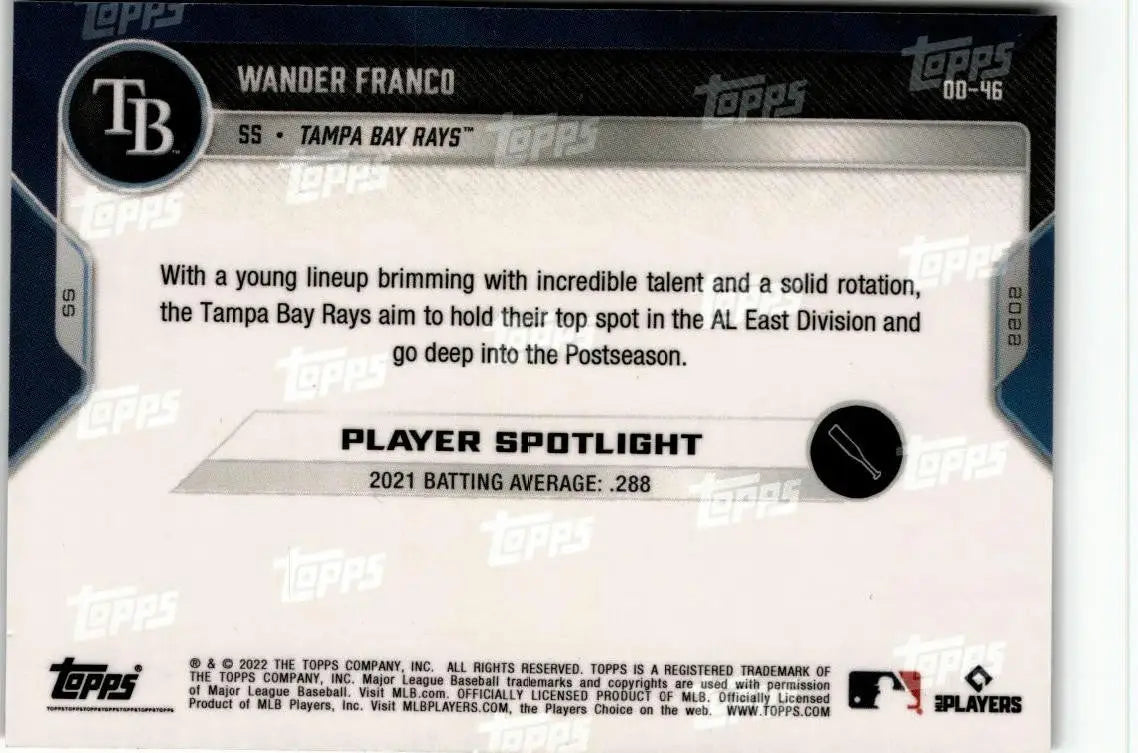 TB
WANDER FRANCO
OD-46
SS • TAMPA BAY RAYS™
SS
2022
With a young lineup brimming with incredible talent and a solid rotation,
the Tampa Bay Rays aim to hold their top spot in the AL East Division and
go deep into the Postseason.
PLAYER SPOTLIGHT
2021 BATTING AVERAGE: .288
TOPPS®
TOPPSTOPPSTOPPSTOPPSTOPPSTOPPSTOPPS
® & © 2022 THE TOPPS COMPANY, INC. ALL RIGHTS RESERVED. TOPPS IS A REGISTERED TRADEMARK OF
THE TOPPS COMPANY, INC. Major League Baseball trademarks and copyrights are used with permission
of Major League Baseball. Visit MLB.com. OFFICIALLY LICENSED PRODUCT OF MLB. Officially Licensed
Product of MLB Players, Inc. Visit MLBPLAYERS.COM, the Players Choice on the web. WWW.TOPPS.COM
MLBPLAYERS